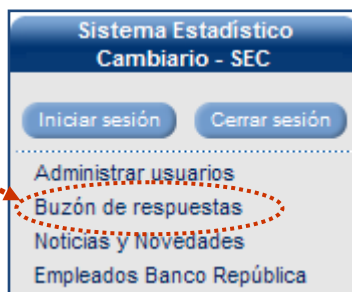 Sistema Estadístico
Cambiario - SEC
Iniciar sesión Cerrar sesión
Administrar usuarios
Buzón de respuestas
Noticias y Novedades
Empleados Banco República